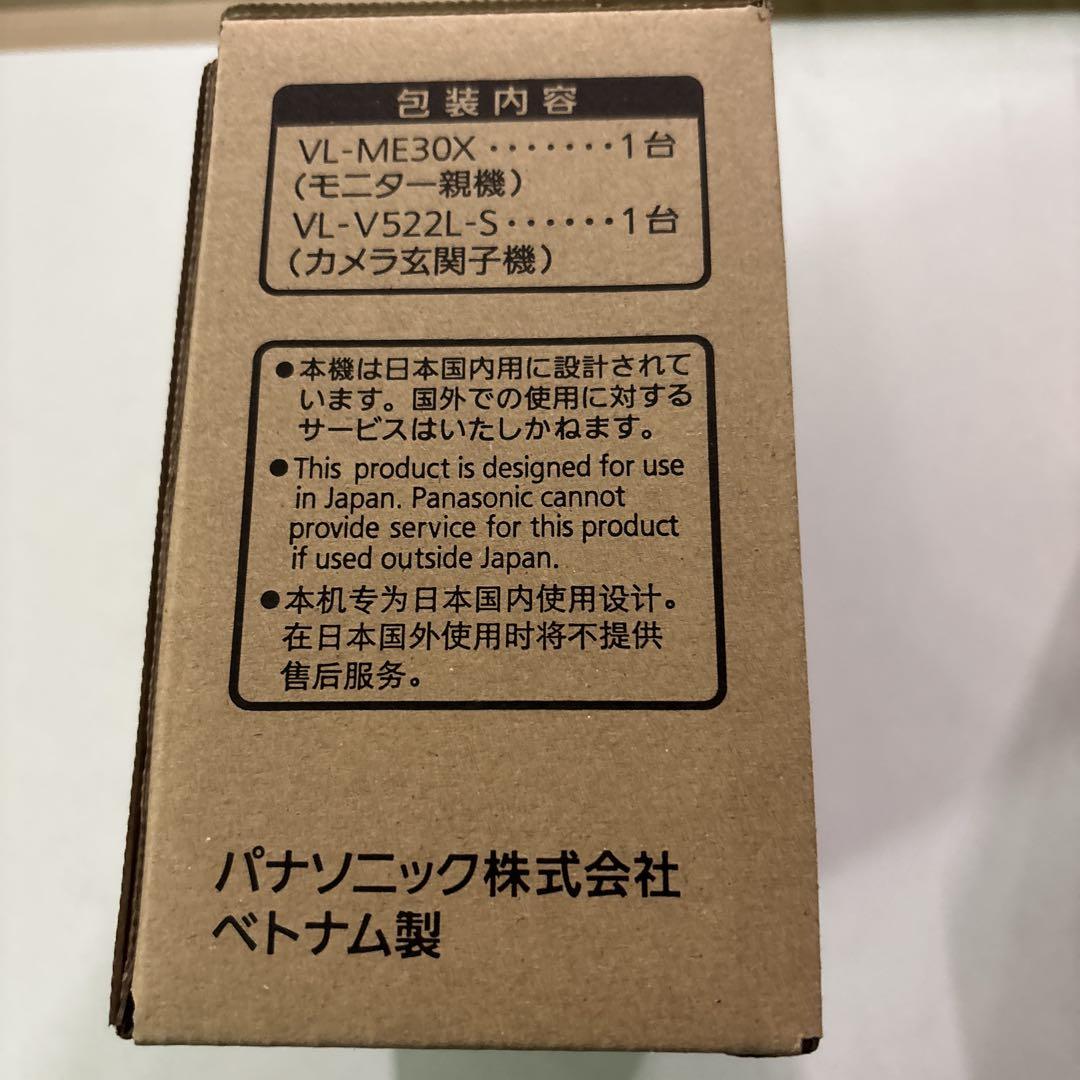 包装内容
VL-ME30X・・・・・・・1台
(モニター親機)
VL-V522L-S・・・・・・1台
(カメラ玄関子機)
●本機は日本国内用に設計されて
います。国外での使用に対する
サービスはいたしかねます。
●This product is designed for use
in Japan. Panasonic cannot
provide service for this product
if used outside Japan.
●本机专为日本国内使用设计。
在日本国外使用时将不提供
售后服务。
パナソニック株式会社
ベトナム製